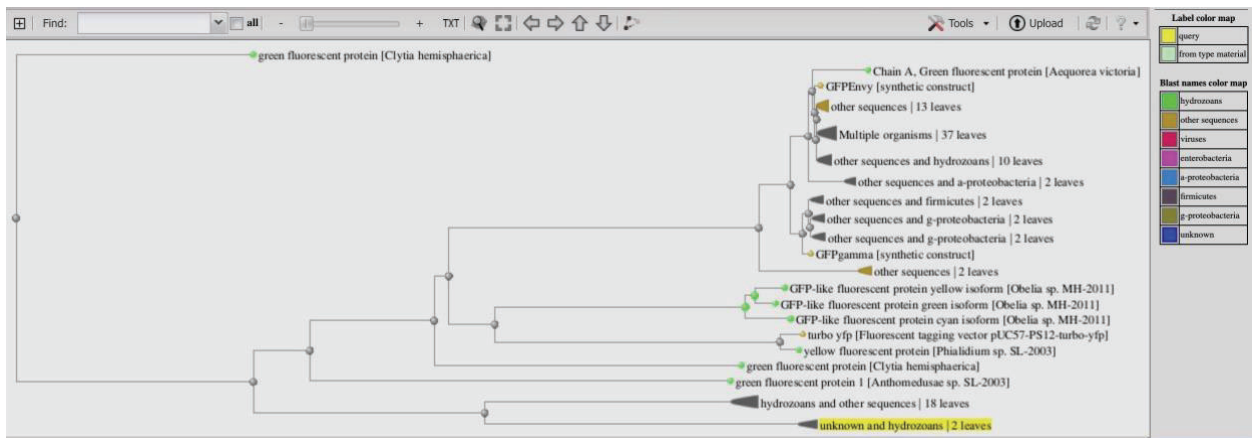 Find:
all
-
+
TXT
Tools
Upload
?
Label color map
query
from type material
Blast names color map
hydrozoans
other sequences
viruses
enterobacteria
a-proteobacteria
firmicutes
g-proteobacteria
unknown
green fluorescent protein [Clytia hemisphaerica]
Chain A, Green fluorescent protein [Aequorea victoria]
GFPEnvy [synthetic construct]
other sequences | 13 leaves
Multiple organisms | 37 leaves
other sequences and hydrozoans | 10 leaves
other sequences and a-proteobacteria | 2 leaves
other sequences and firmicutes | 2 leaves
other sequences and g-proteobacteria | 2 leaves
other sequences and g-proteobacteria | 2 leaves
GFPgamma [synthetic construct]
other sequences | 2 leaves
GFP-like fluorescent protein yellow isoform [Obelia sp. MH-2011]
GFP-like fluorescent protein green isoform [Obelia sp. MH-2011]
GFP-like fluorescent protein cyan isoform [Obelia sp. MH-2011]
turbo yfp [Fluorescent tagging vector pUC57-PS12-turbo-yfp]
yellow fluorescent protein [Phialidium sp. SL-2003]
green fluorescent protein [Clytia hemisphaerica]
green fluorescent protein 1 [Anthomedusae sp. SL-2003]
hydrozoans and other sequences | 18 leaves
unknown and hydrozoans | 2 leaves